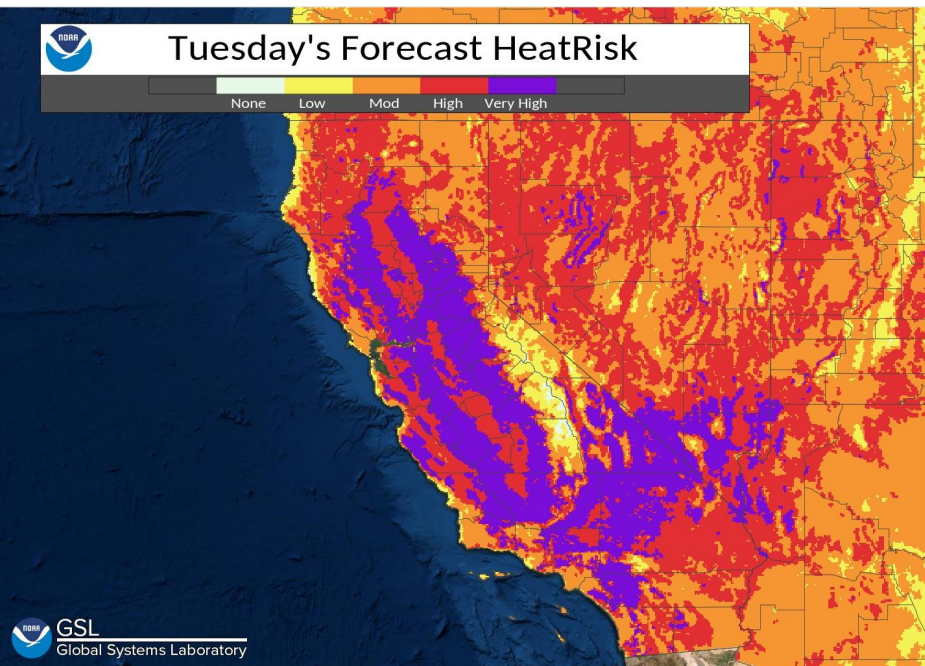 NOAA
Tuesday's Forecast HeatRisk
None Low Mod High Very High
NOAA
GSL
Global Systems Laboratory